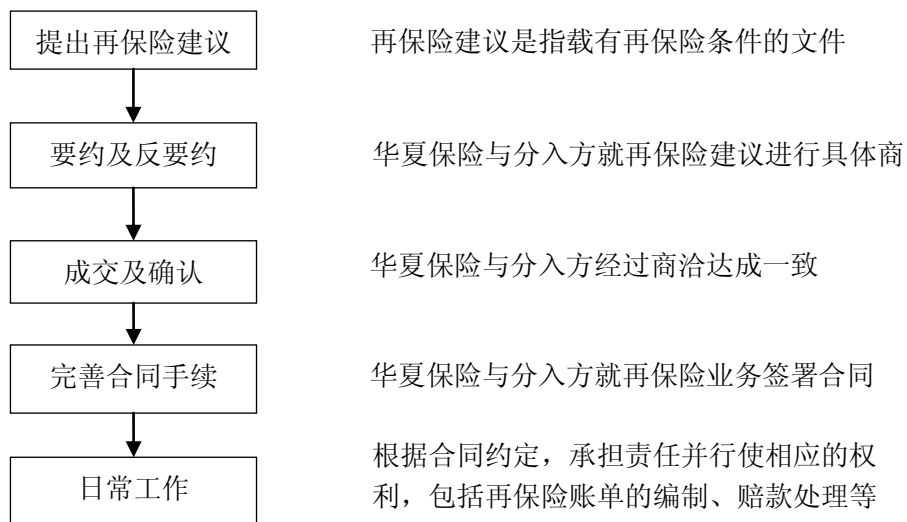 提出再保险建议
再保险建议是指载有再保险条件的文件
要约及反要约
华夏保险与分入方就再保险建议进行具体商
成交及确认
华夏保险与分入方经过商洽达成一致
完善合同手续
华夏保险与分入方就再保险业务签署合同
日常工作
根据合同约定，承担责任并行使相应的权
利，包括再保险账单的编制、赔款处理等